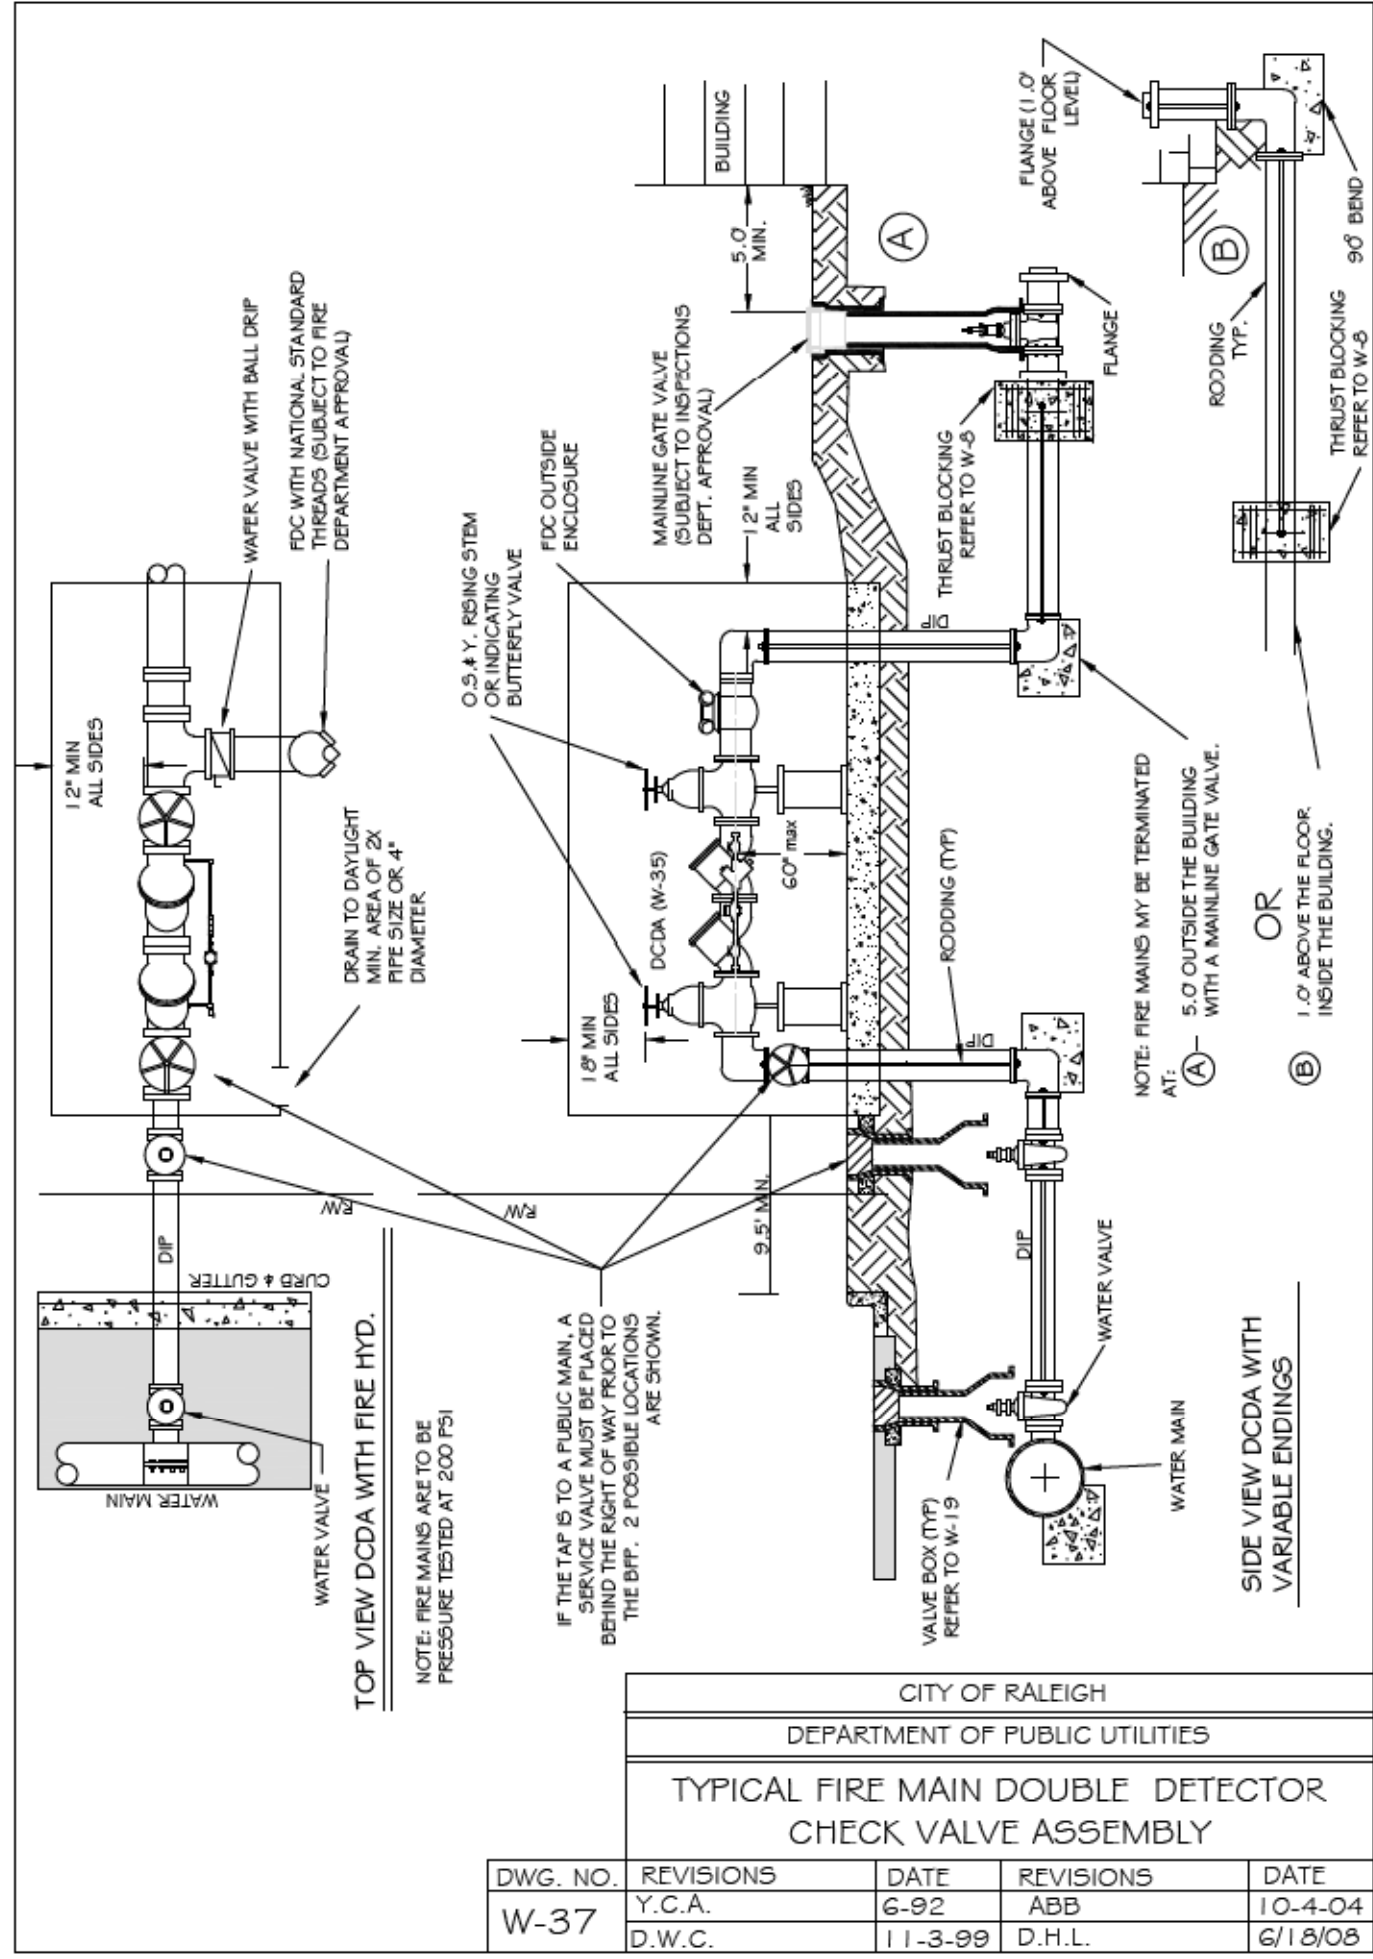 12" MIN
ALL SIDES
WAFER VALVE WITH BALL DRIP
FDC WITH NATIONAL STANDARD
THREADS (SUBJECT TO FIRE
DEPARTMENT APPROVAL)
DRAIN TO DAYLIGHT
MIN. AREA OF 2X
PIPE SIZE OR 4"
DIAMETER
R/W
R/W
DIP
CURB & GUTTER
WATER MAIN
WATER VALVE
TOP VIEW DCDA WITH FIRE HYD.
NOTE: FIRE MAINS ARE TO BE
PRESSURE TESTED AT 200 PSI
IF THE TAP IS TO A PUBLIC MAIN, A
SERVICE VALVE MUST BE PLACED
BEHIND THE RIGHT OF WAY PRIOR TO
THE BFP. 2 POSSIBLE LOCATIONS
ARE SHOWN.
O.S.& Y. RISING STEM
OR INDICATING
BUTTERFLY VALVE
FDC OUTSIDE
ENCLOSURE
MAINLINE GATE VALVE
(SUBJECT TO INSPECTIONS
DEPT. APPROVAL)
12" MIN
ALL
SIDES
5.0'
MIN.
BUILDING
18" MIN
ALL SIDES
DCDA (W-35)
60" max
9.5' MIN.
DIP
DIP
DIP
RODDING (TYP)
THRUST BLOCKING
REFER TO W-8
FLANGE
A
VALVE BOX (TYP)
REFER TO W-19
WATER VALVE
WATER MAIN
FLANGE (1.0'
ABOVE FLOOR
LEVEL)
B
RODDING
TYP.
90° BEND
THRUST BLOCKING
REFER TO W-8
NOTE: FIRE MAINS MY BE TERMINATED
AT:
A - 5.0' OUTSIDE THE BUILDING
WITH A MAINLINE GATE VALVE.
OR
B 1.0' ABOVE THE FLOOR
INSIDE THE BUILDING.
SIDE VIEW DCDA WITH
VARIABLE ENDINGS
CITY OF RALEIGH
DEPARTMENT OF PUBLIC UTILITIES
TYPICAL FIRE MAIN DOUBLE DETECTOR
CHECK VALVE ASSEMBLY
DWG. NO. REVISIONS DATE REVISIONS DATE
W-37 Y.C.A. 6-92 ABB 10-4-04
D.W.C. 11-3-99 D.H.L. 6/18/08